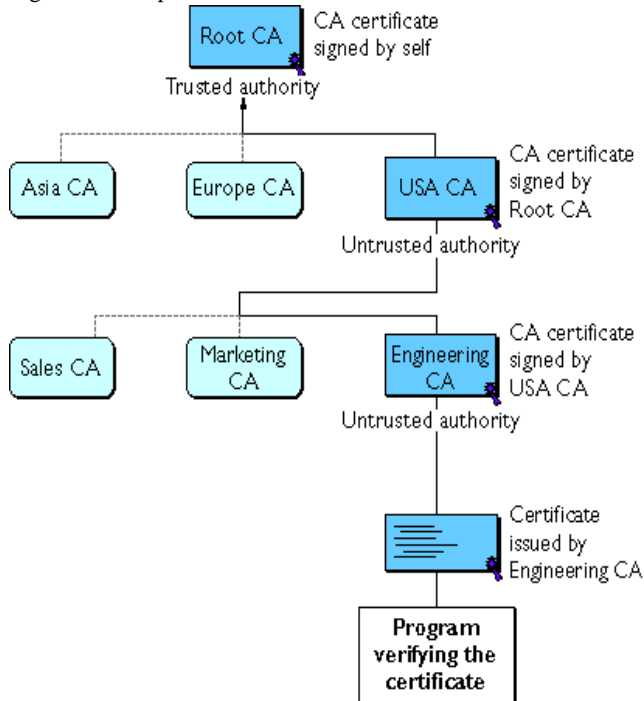 Root CA
CA certificate
signed by self
Trusted authority
Asia CA
Europe CA
USA CA
CA certificate
signed by
Root CA
Untrusted authority
Sales CA
Marketing
CA
Engineering
CA
CA certificate
signed by
USA CA
Untrusted authority
Certificate
issued by
Engineering CA
Program
verifying the
certificate